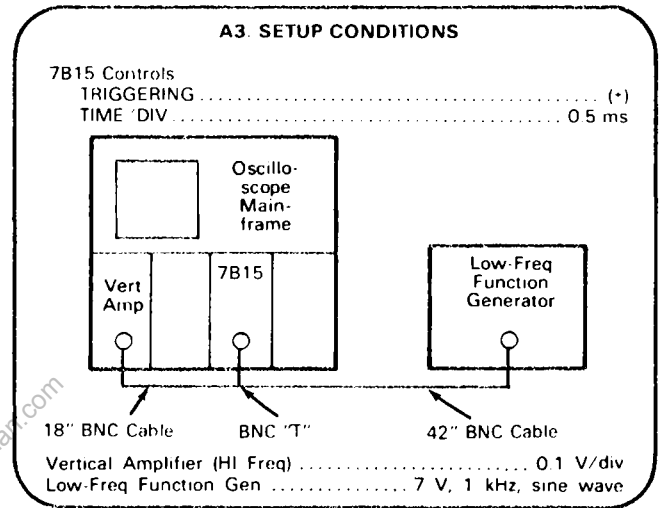 A3. SETUP CONDITIONS
7B15 Controls
TRIGGERING ........................................ (+)
TIME/DIV ........................................ 0.5 ms
Oscillo-
scope
Main-
frame
Vert
Amp
7B15
Low-Freq
Function
Generator
18" BNC Cable
BNC "T"
42" BNC Cable
Vertical Amplifier (HI Freq) ........................ 0.1 V/div
Low-Freq Function Gen .............. 7 V, 1 kHz, sine wave